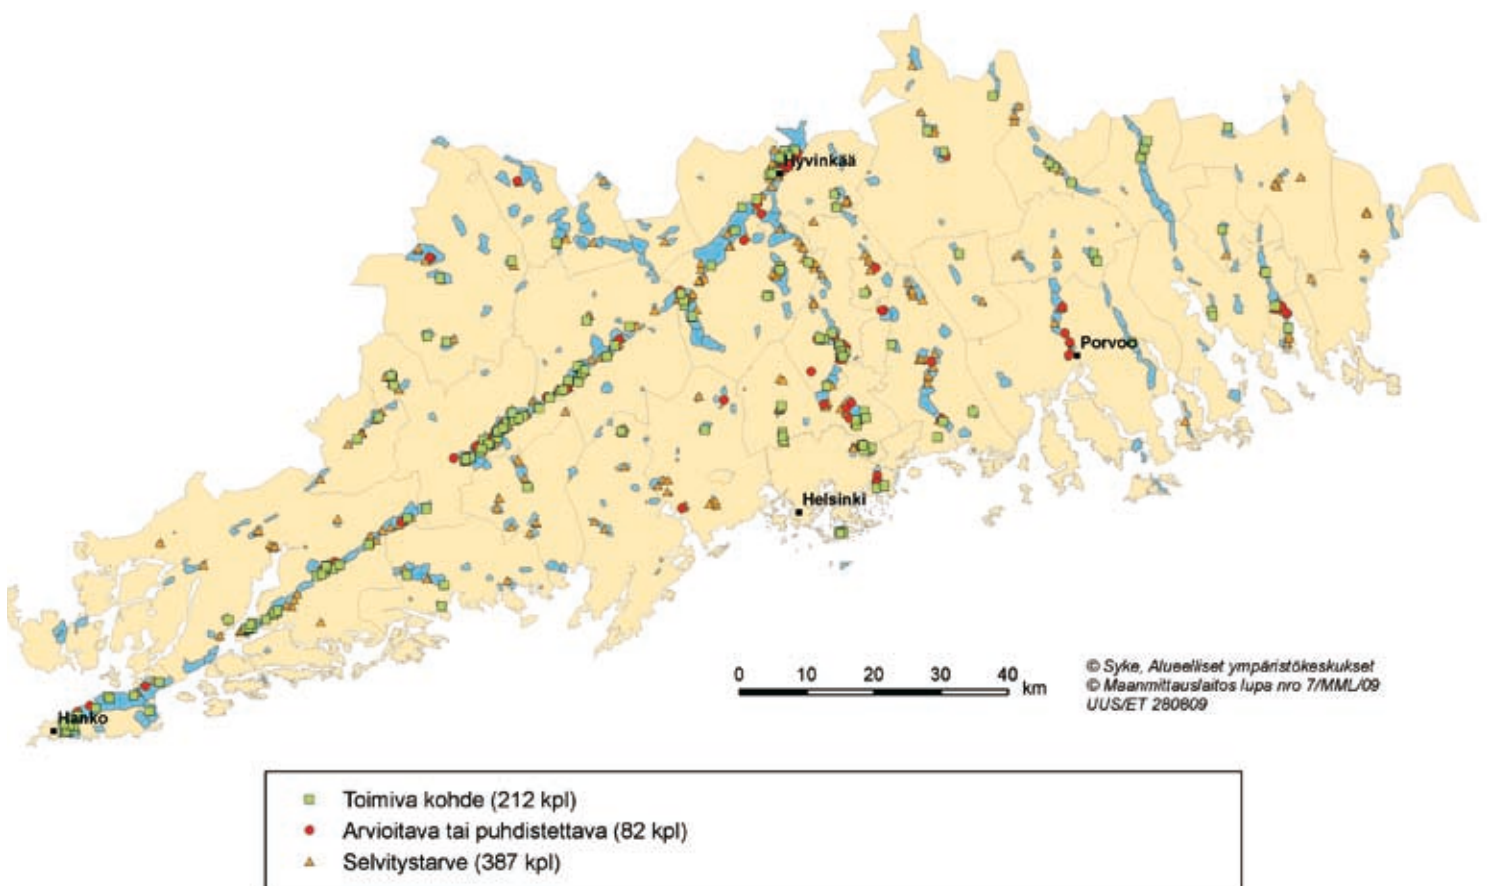 Hyvinkää
Porvoo
Helsinki
Hanko
0 10 20 30 40
km
© Syke, Alueelliset ympäristökeskukset
© Maanmittauslaitos lupa nro 7/MML/09
UUS/ET 280809
Toimiva kohde (212 kpl)
Arvioitava tai puhdistettava (82 kpl)
Selvitystarve (387 kpl)